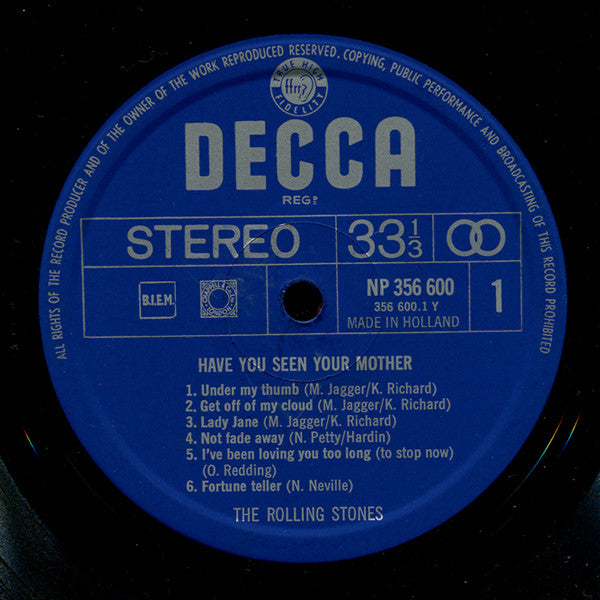 ALL RIGHTS OF THE RECORD PRODUCER AND OF THE OWNER OF THE WORK REPRODUCED RESERVED. COPYING, PUBLIC PERFORMANCE AND BROADCASTING OF THIS RECORD PROHIBITED
TRUE HIGH
ffrr
FIDELITY
DECCA
REGD
STEREO 33 1/3
B.I.E.M. NP 356 600 1
356 600.1 Y
MADE IN HOLLAND
HAVE YOU SEEN YOUR MOTHER
1. Under my thumb (M. Jagger/K. Richard)
2. Get off of my cloud (M. Jagger/K. Richard)
3. Lady Jane (M. Jagger/K. Richard)
4. Not fade away (N. Petty/Hardin)
5. I've been loving you too long (to stop now)
(O. Redding)
6. Fortune teller (N. Neville)
THE ROLLING STONES